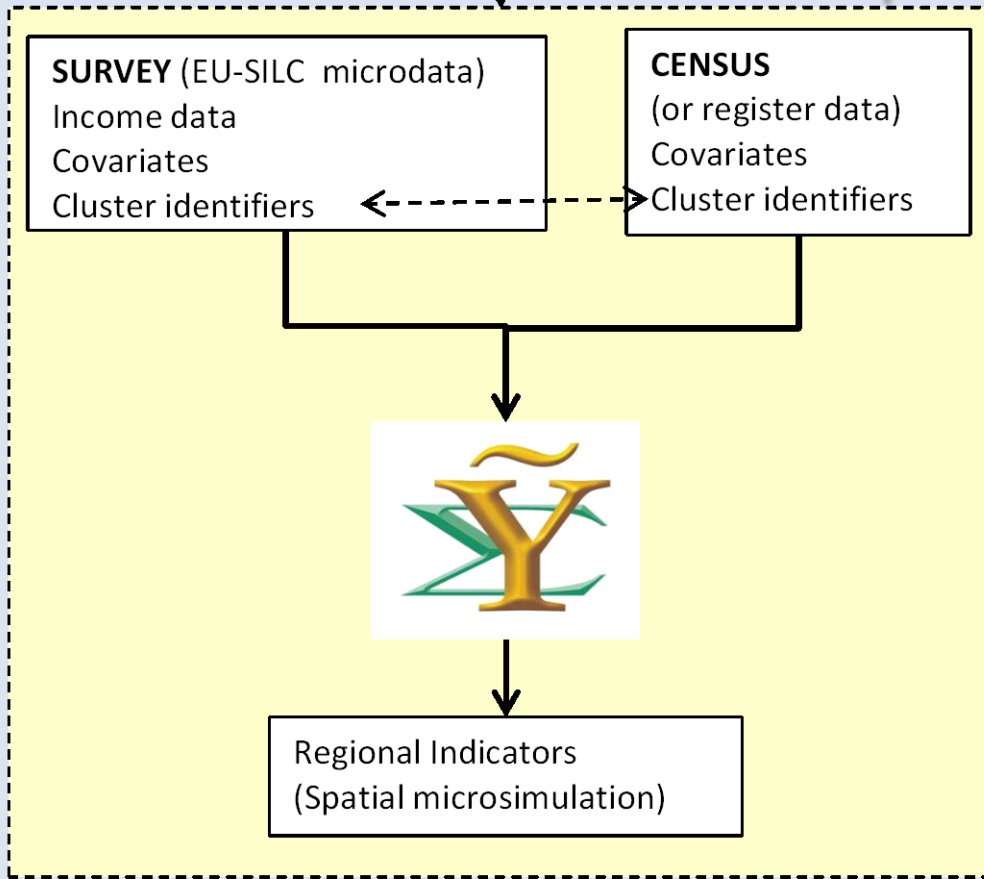 SURVEY (EU-SILC microdata)
Income data
Covariates
Cluster identifiers
CENSUS
(or register data)
Covariates
Cluster identifiers
Ỹ
Σ
Regional Indicators
(Spatial microsimulation)